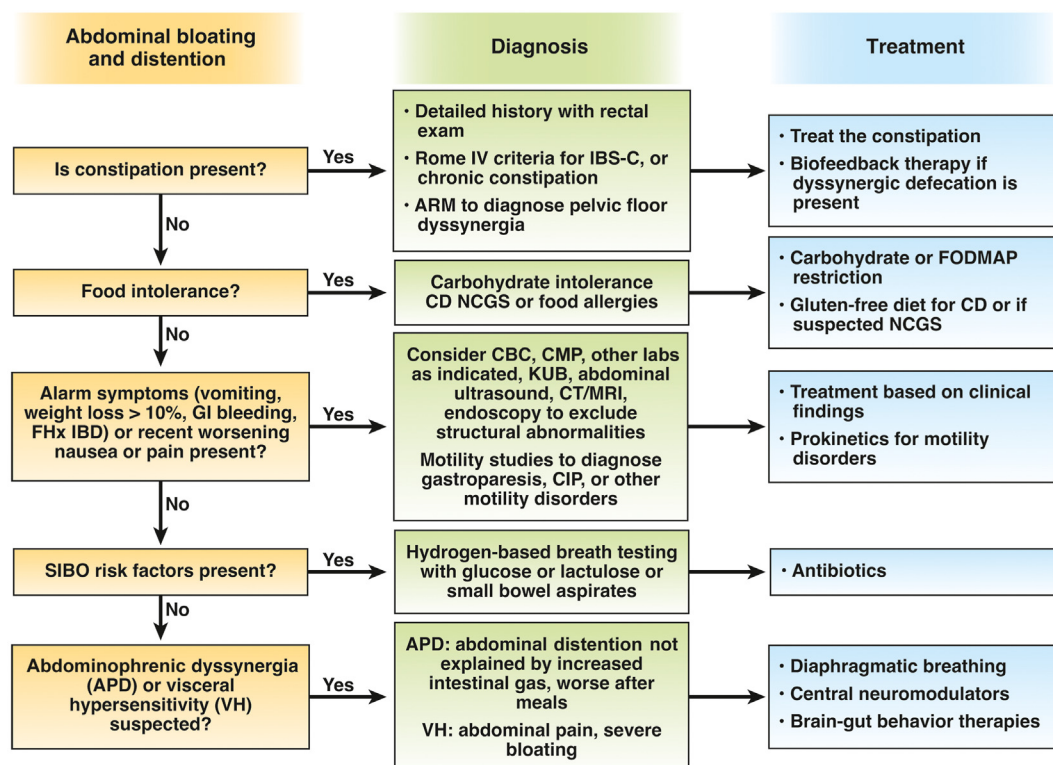 Abdominal bloating
and distention
Diagnosis
Treatment
Is constipation present?
Yes
• Detailed history with rectal
exam
• Rome IV criteria for IBS-C, or
chronic constipation
• ARM to diagnose pelvic floor
dyssynergia
• Treat the constipation
• Biofeedback therapy if
dyssynergic defecation is
present
No
Food intolerance?
Yes
Carbohydrate intolerance
CD NCGS or food allergies
• Carbohydrate or FODMAP
restriction
• Gluten-free diet for CD or if
suspected NCGS
No
Alarm symptoms (vomiting,
weight loss > 10%, GI bleeding,
FHx IBD) or recent worsening
nausea or pain present?
Yes
Consider CBC, CMP, other labs
as indicated, KUB, abdominal
ultrasound, CT/MRI,
endoscopy to exclude
structural abnormalities
Motility studies to diagnose
gastroparesis, CIP, or other
motility disorders
• Treatment based on clinical
findings
• Prokinetics for motility
disorders
No
SIBO risk factors present?
Yes
Hydrogen-based breath testing
with glucose or lactulose or
small bowel aspirates
• Antibiotics
No
Abdominophrenic dyssynergia
(APD) or visceral
hypersensitivity (VH)
suspected?
Yes
APD: abdominal distention not
explained by increased
intestinal gas, worse after
meals
VH: abdominal pain, severe
bloating
• Diaphragmatic breathing
• Central neuromodulators
• Brain-gut behavior therapies